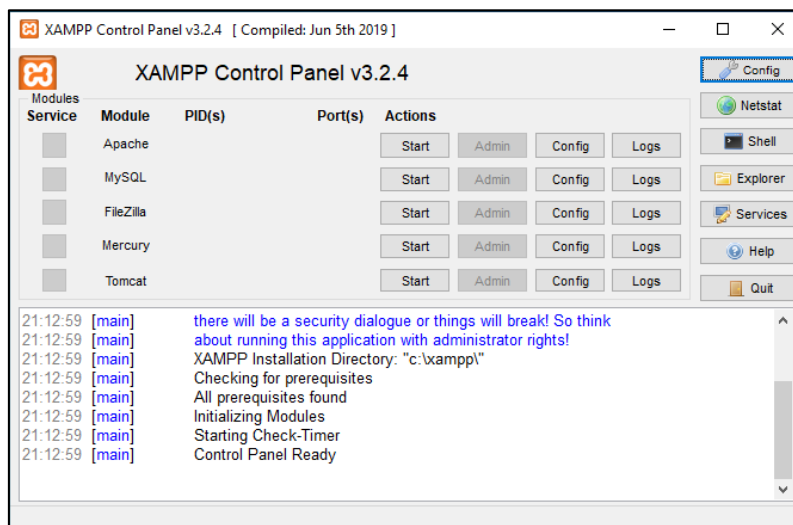 XAMPP Control Panel v3.2.4 [ Compiled: Jun 5th 2019 ]
XAMPP Control Panel v3.2.4
Config
Modules
Service Module PID(s) Port(s) Actions
Netstat
Apache Start Admin Config Logs
Shell
MySQL Start Admin Config Logs
Explorer
FileZilla Start Admin Config Logs
Services
Mercury Start Admin Config Logs
Help
Tomcat Start Admin Config Logs
Quit
21:12:59 [main] there will be a security dialogue or things will break! So think
21:12:59 [main] about running this application with administrator rights!
21:12:59 [main] XAMPP Installation Directory: "c:\xampp\"
21:12:59 [main] Checking for prerequisites
21:12:59 [main] All prerequisites found
21:12:59 [main] Initializing Modules
21:12:59 [main] Starting Check-Timer
21:12:59 [main] Control Panel Ready